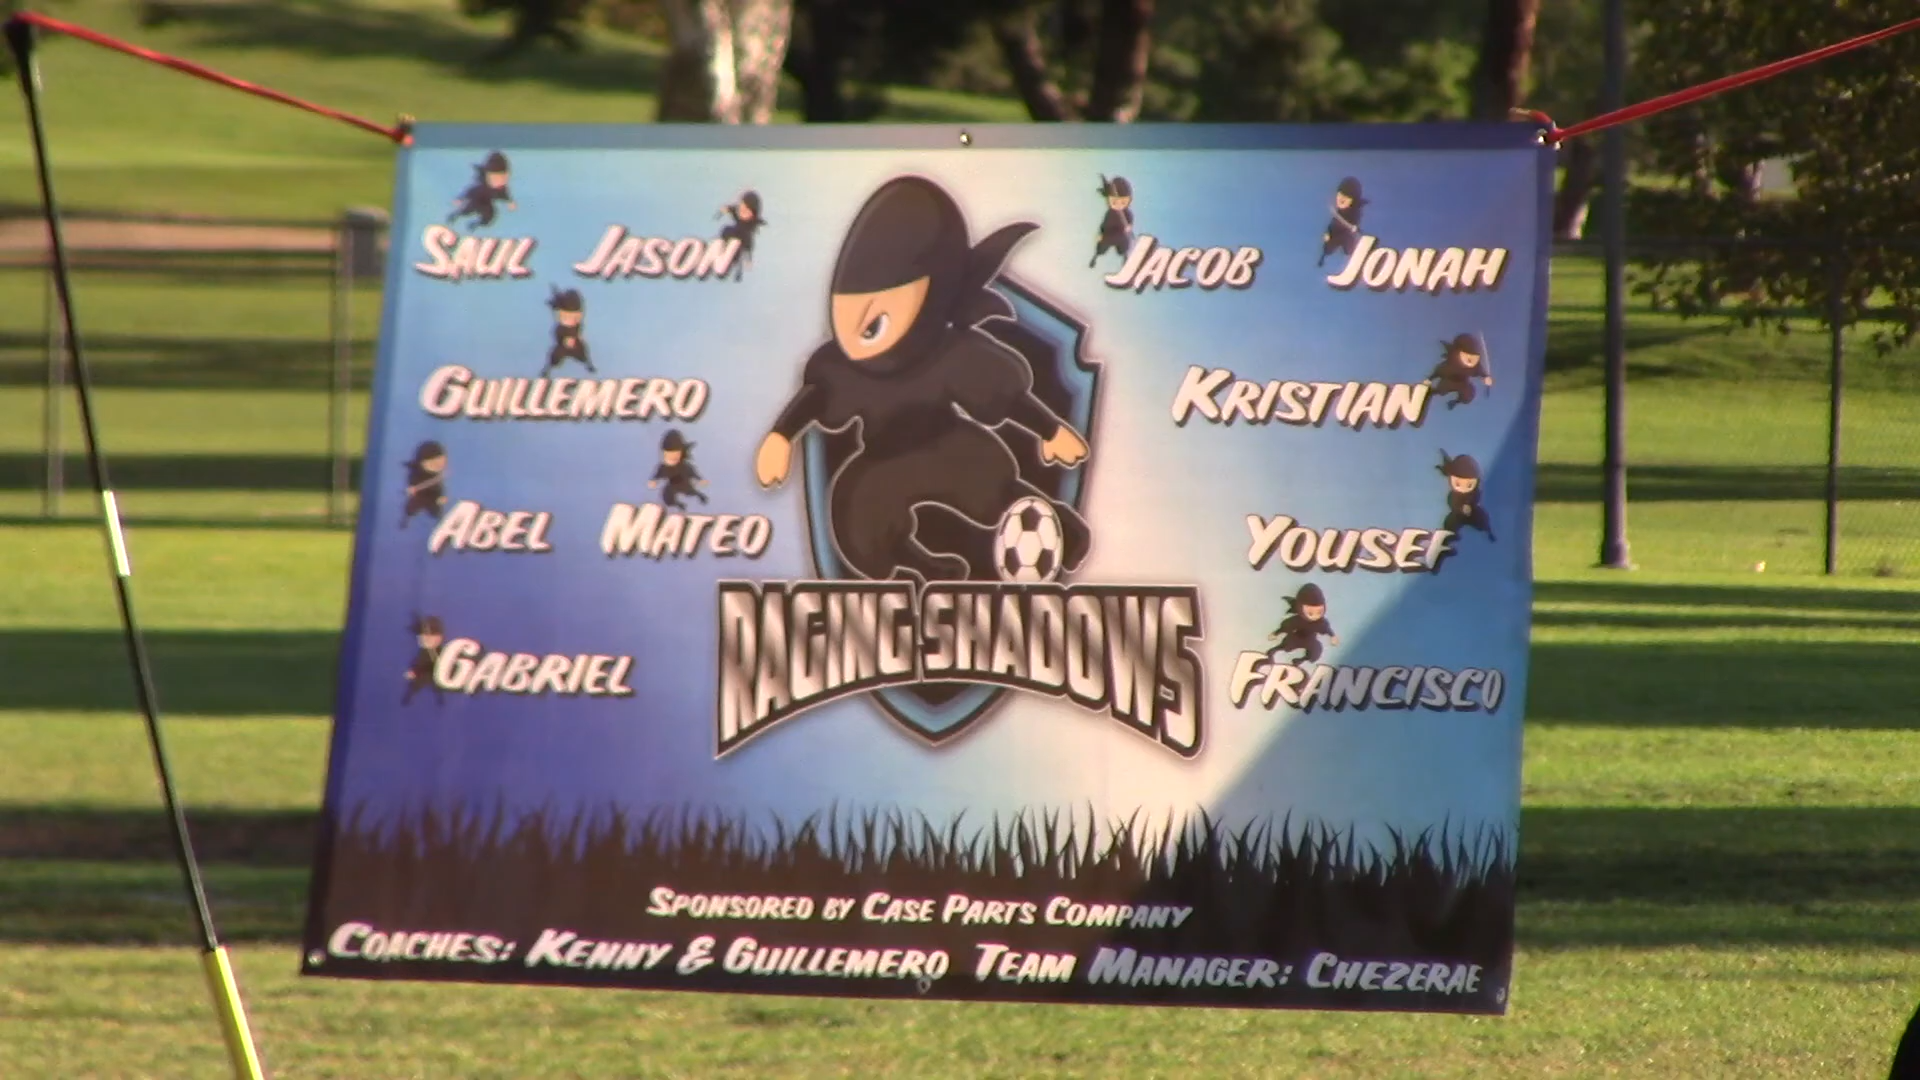 SAUL JASON JACOB JONAH
GUILLEMERO KRISTIAN
ABEL MATEO YOUSEF
GABRIEL FRANCISCO
RAGING SHADOWS
SPONSORED BY CASE PARTS COMPANY
COACHES: KENNY & GUILLEMERO TEAM MANAGER: CHEZERAE